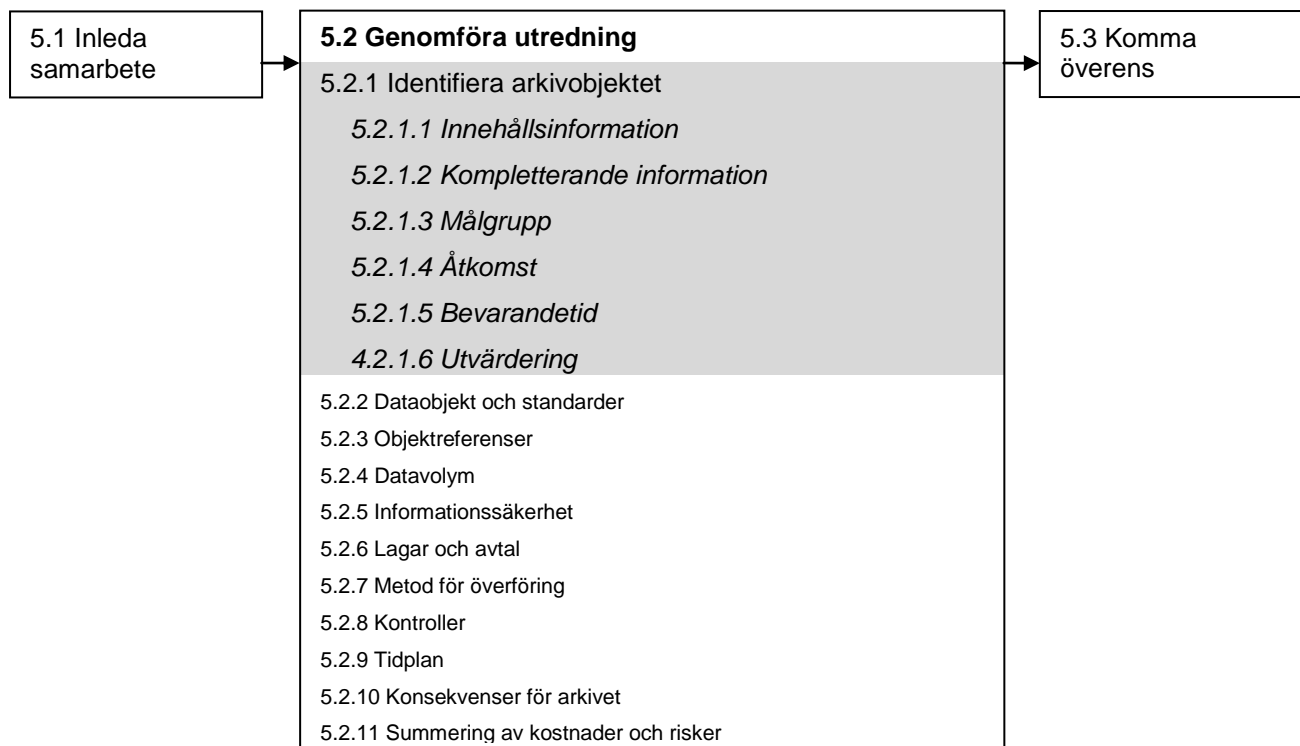 5.1 Inleda
samarbete
5.2 Genomföra utredning
5.2.1 Identifiera arkivobjektet
5.2.1.1 Innehållsinformation
5.2.1.2 Kompletterande information
5.2.1.3 Målgrupp
5.2.1.4 Åtkomst
5.2.1.5 Bevarandetid
4.2.1.6 Utvärdering
5.2.2 Dataobjekt och standarder
5.2.3 Objektreferenser
5.2.4 Datavolym
5.2.5 Informationssäkerhet
5.2.6 Lagar och avtal
5.2.7 Metod för överföring
5.2.8 Kontroller
5.2.9 Tidplan
5.2.10 Konsekvenser för arkivet
5.2.11 Summering av kostnader och risker
5.3 Komma
överens